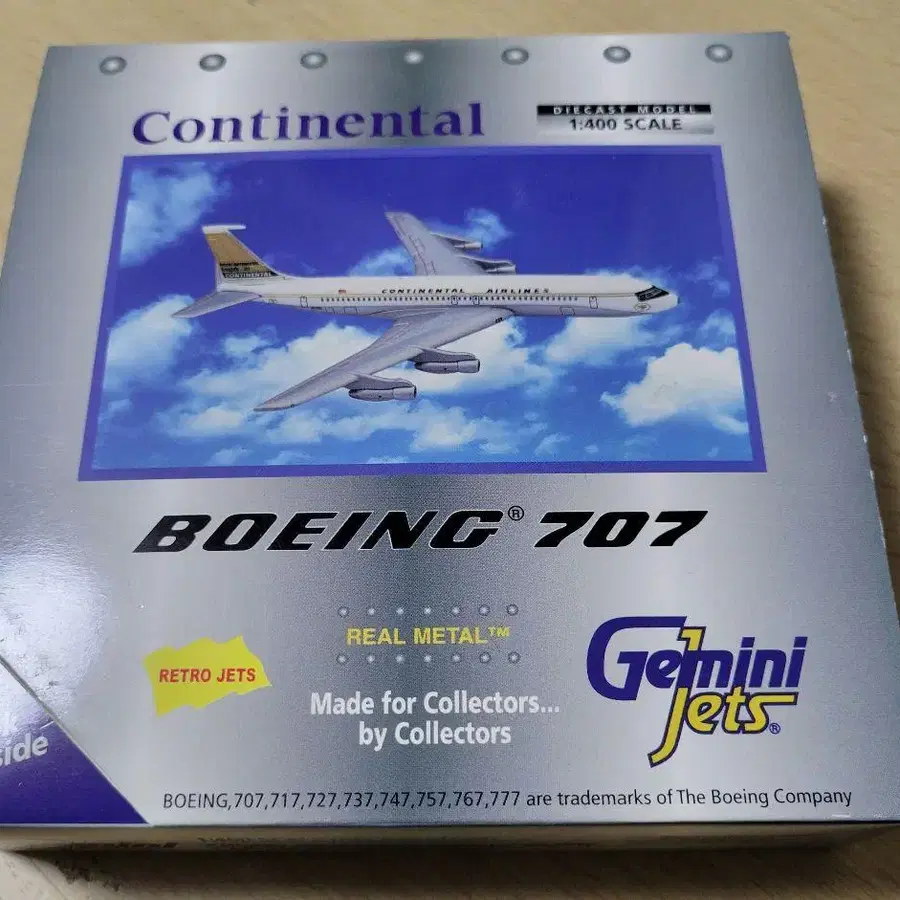 Continental
DIECAST MODEL
1:400 SCALE
CONTINENTAL
CONTINENTAL AIRLINES
BOEING® 707
REAL METAL™
RETRO JETS
Made for Collectors...
by Collectors
Gemini
Jets®
side
BOEING,707,717,727,737,747,757,767,777 are trademarks of The Boeing Company